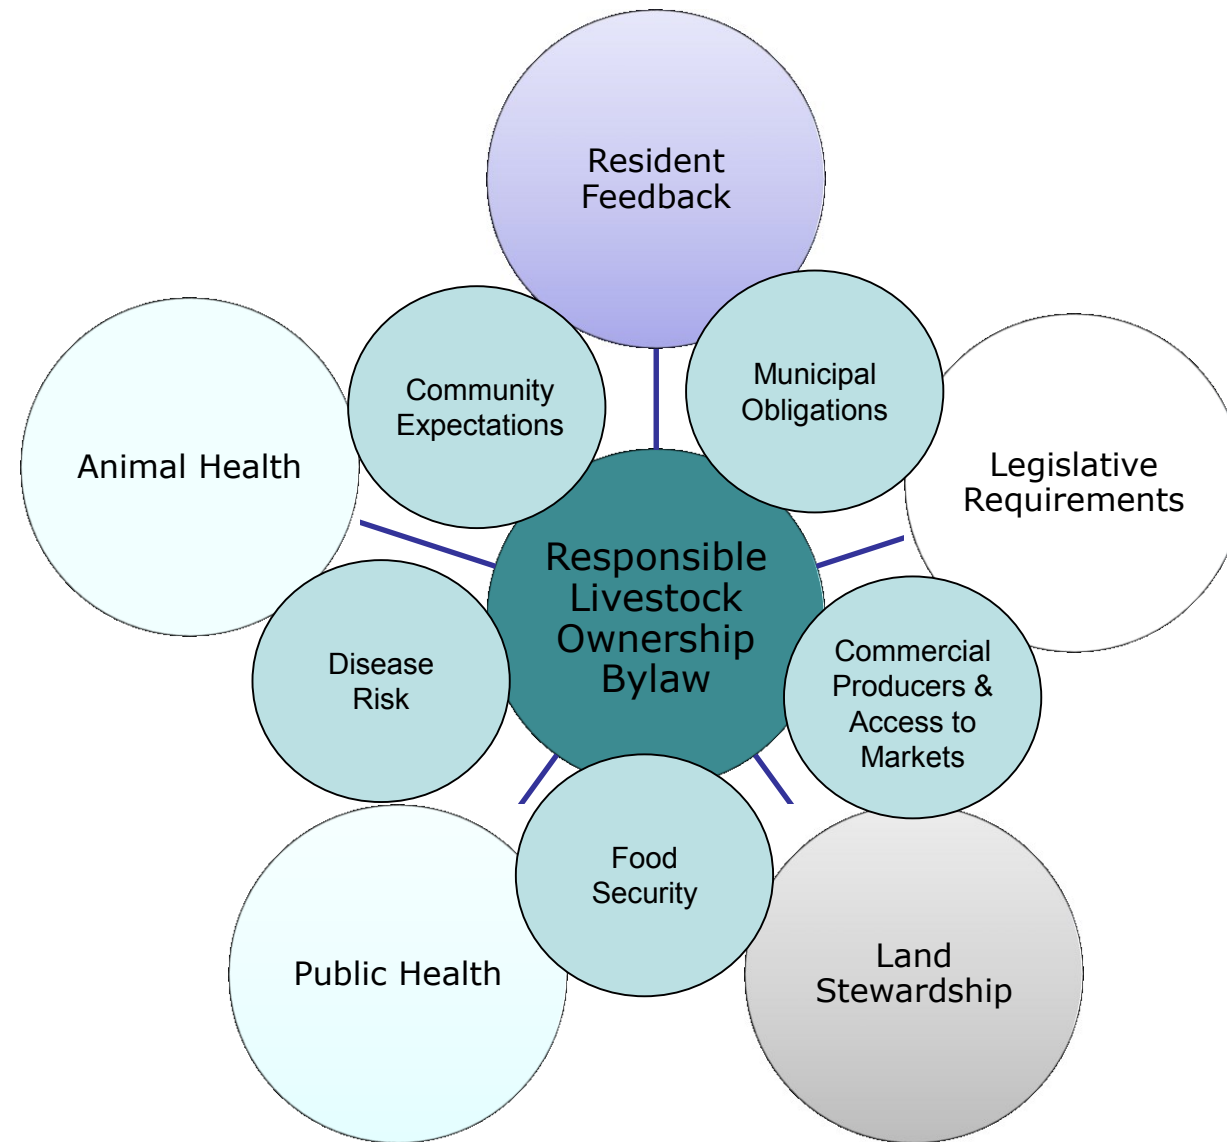 Resident
Feedback
Community
Expectations
Municipal
Obligations
Animal Health
Legislative
Requirements
Responsible
Livestock
Ownership
Bylaw
Disease
Risk
Commercial
Producers &
Access to
Markets
Food
Security
Public Health
Land
Stewardship